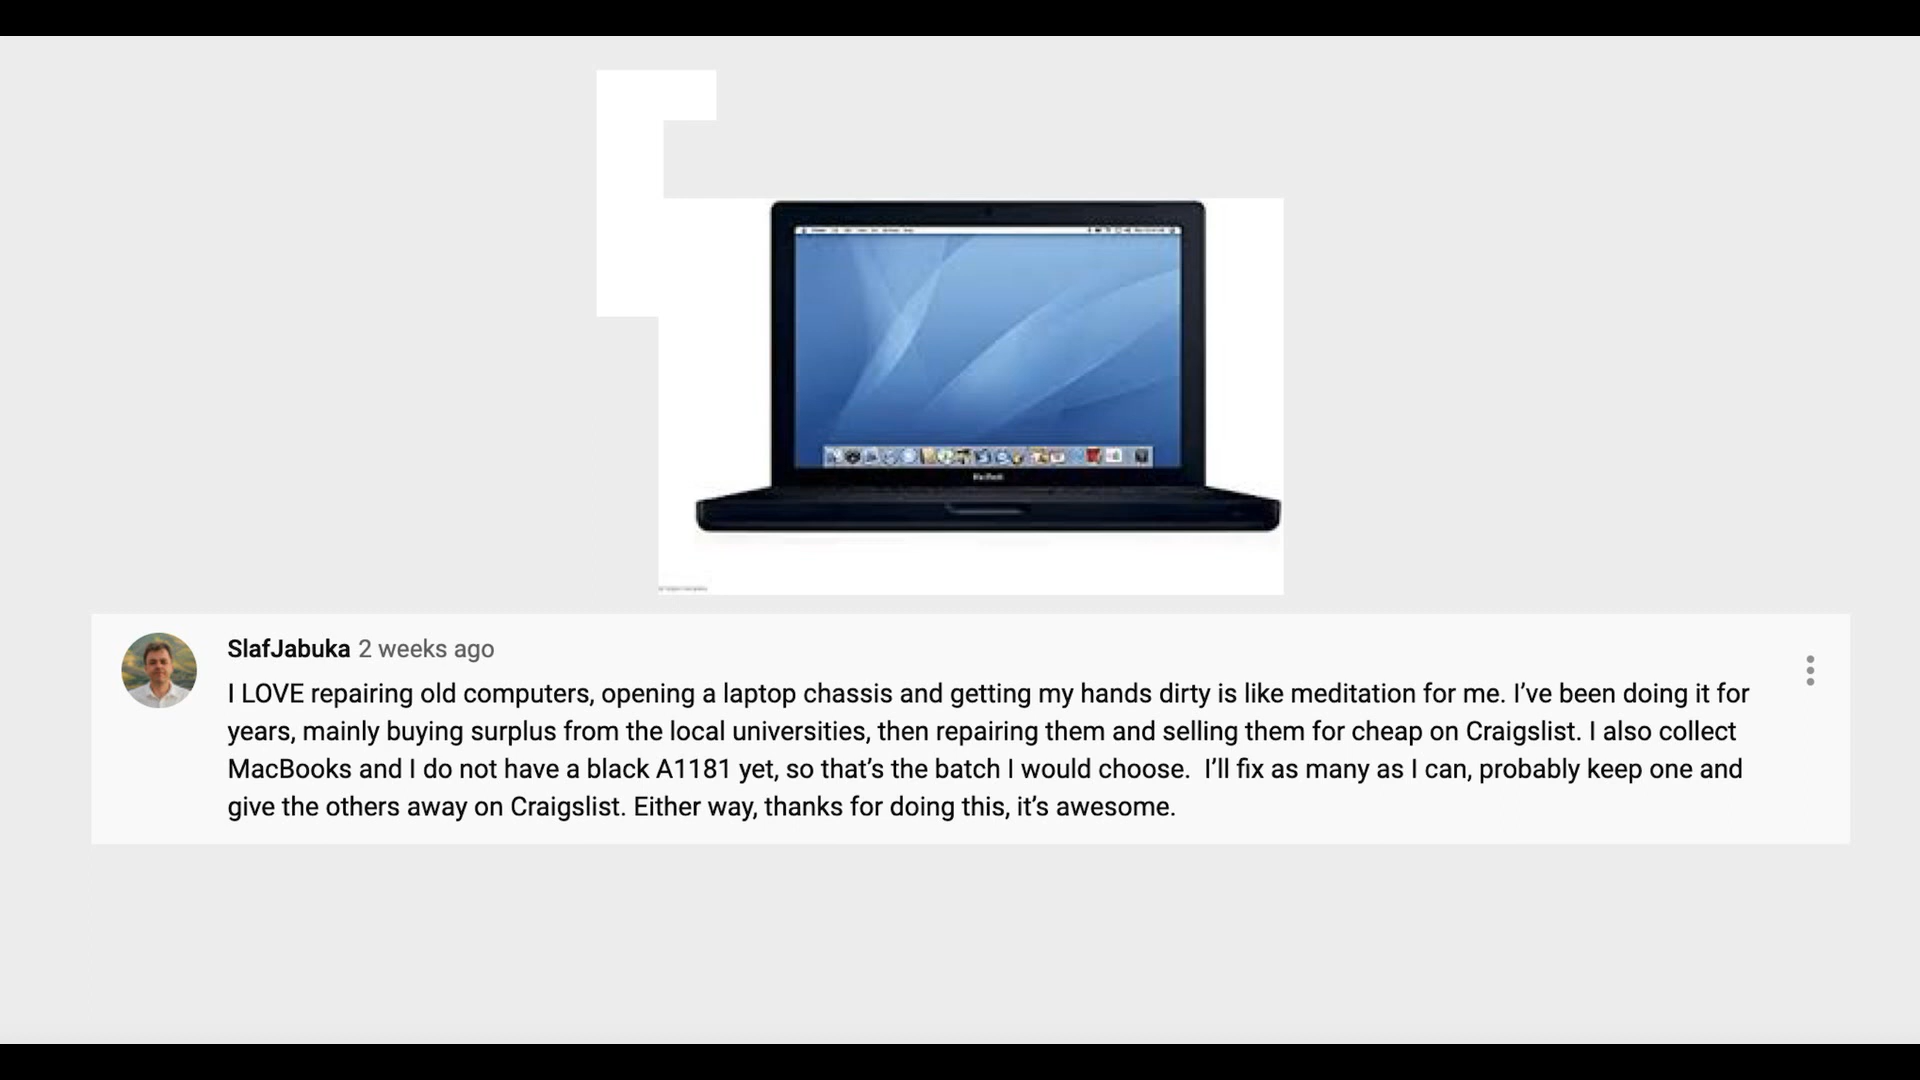 MacBook
SlafJabuka 2 weeks ago
I LOVE repairing old computers, opening a laptop chassis and getting my hands dirty is like meditation for me. I’ve been doing it for
years, mainly buying surplus from the local universities, then repairing them and selling them for cheap on Craigslist. I also collect
MacBooks and I do not have a black A1181 yet, so that’s the batch I would choose.  I’ll fix as many as I can, probably keep one and
give the others away on Craigslist. Either way, thanks for doing this, it’s awesome.